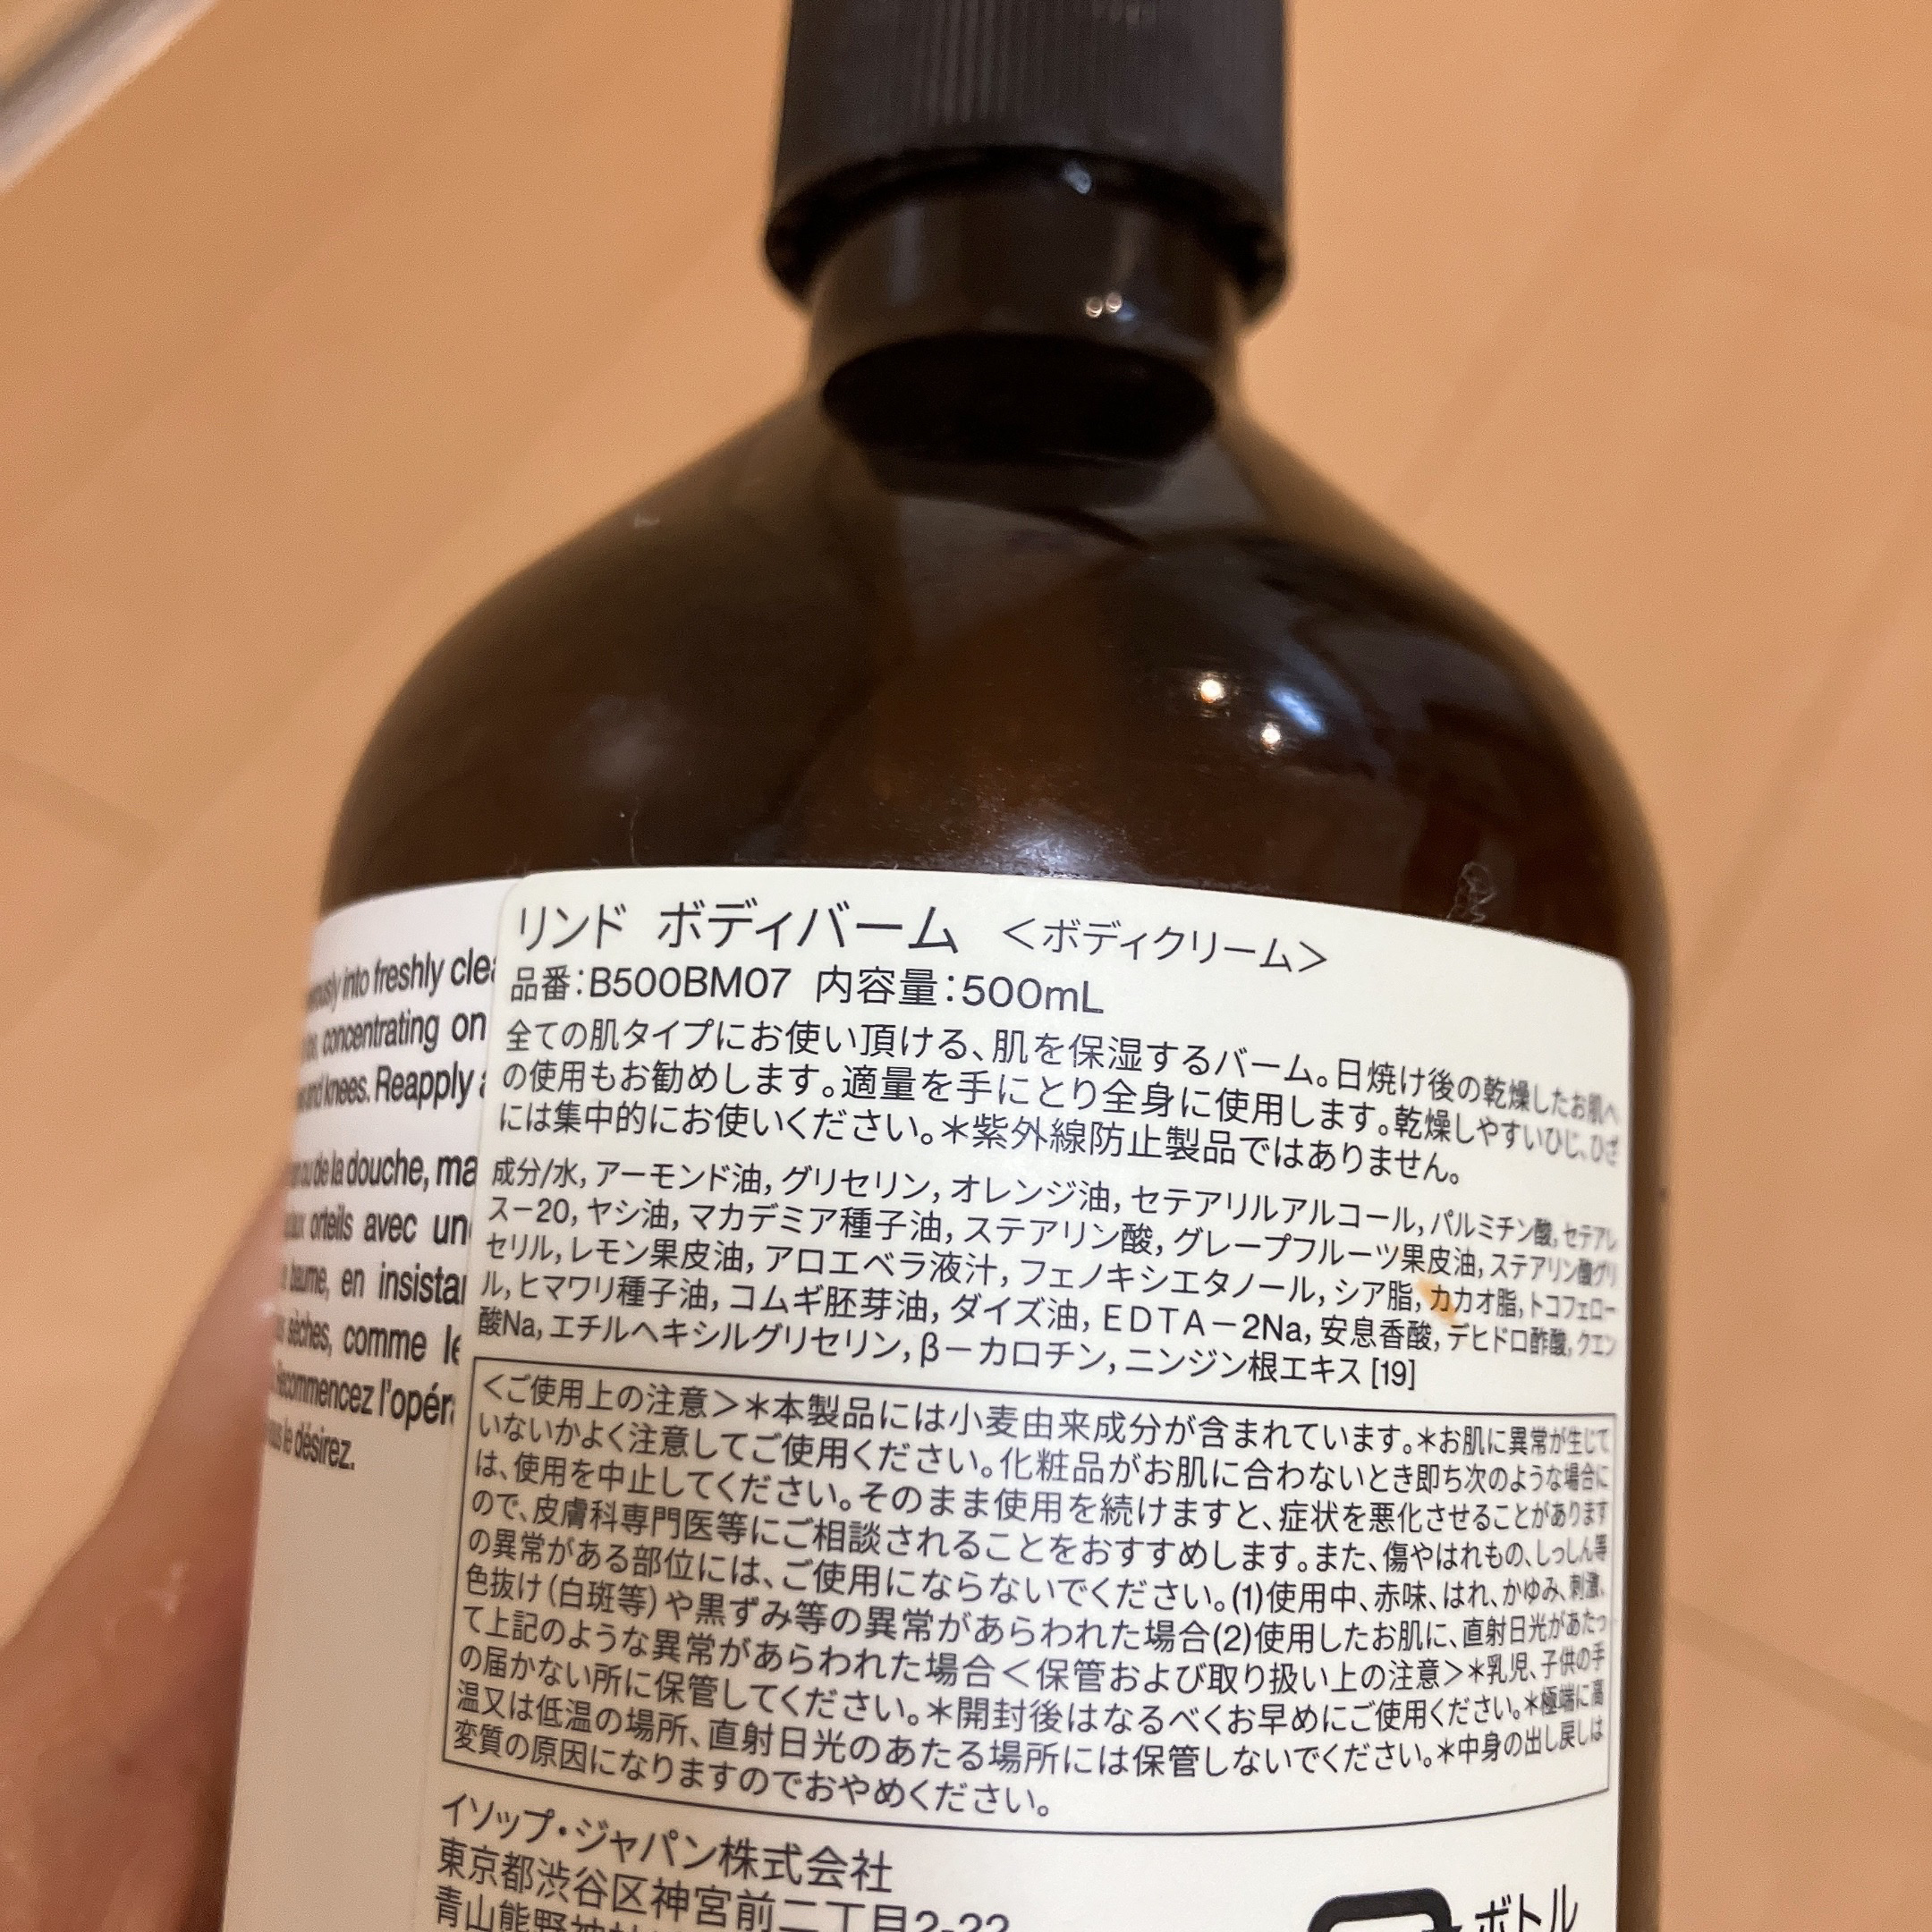 into freshly
concentrating on
and knees. Reapply
de la douche,
orteils avec
baume, en
sèches, comme
Recommencez
le désirez.
リンド ボディバーム <ボディクリーム>
品番:B500BM07 内容量:500mL
全ての肌タイプにお使い頂ける、肌を保湿するバーム。日焼け後の乾燥したお肌へ
の使用もお勧めします。適量を手にとり全身に使用します。乾燥しやすいひじ、ひざ
には集中的にお使いください。*紫外線防止製品ではありません。
成分/水, アーモンド油, グリセリン, オレンジ油, セテアリルアルコール, パルミチン酸, セテアレ
ス−20, ヤシ油, マカデミア種子油, ステアリン酸, グレープフルーツ果皮油, ステアリン酸グリ
セリル, レモン果皮油, アロエベラ液汁, フェノキシエタノール, シア脂, カカオ脂, トコフェロー
ル, ヒマワリ種子油, コムギ胚芽油, ダイズ油, EDTA−2Na, 安息香酸, デヒドロ酢酸, クエン
酸Na, エチルヘキシルグリセリン, β−カロチン, ニンジン根エキス [19]
<ご使用上の注意>*本製品には小麦由来成分が含まれています。*お肌に異常が生じて
いないかよく注意してご使用ください。化粧品がお肌に合わないとき即ち次のような場合に
は、使用を中止してください。そのまま使用を続けますと、症状を悪化させることがあります
ので、皮膚科専門医等にご相談されることをおすすめします。また、傷やはれもの、しっしん等
の異常がある部位には、ご使用にならないでください。(1)使用中、赤味、はれ、かゆみ、刺激、
色抜け(白斑等)や黒ずみ等の異常があらわれた場合(2)使用したお肌に、直射日光があたっ
て上記のような異常があらわれた場合<保管および取り扱い上の注意>*乳児、子供の手
の届かない所に保管してください。*開封後はなるべくお早めにご使用ください。*極端に高
温又は低温の場所、直射日光のあたる場所には保管しないでください。*中身の出し戻しは
変質の原因になりますのでおやめください。
イソップ・ジャパン株式会社
東京都渋谷区神宮前二丁目2-22
青山熊野神社
ボトル